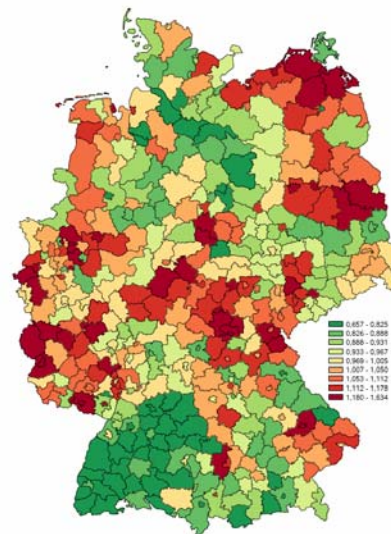 0,657 - 0,825
0,826 - 0,888
0,888 - 0,931
0,933 - 0,967
0,969 - 1,005
1,007 - 1,050
1,053 - 1,112
1,112 - 1,178
1,180 - 1,634